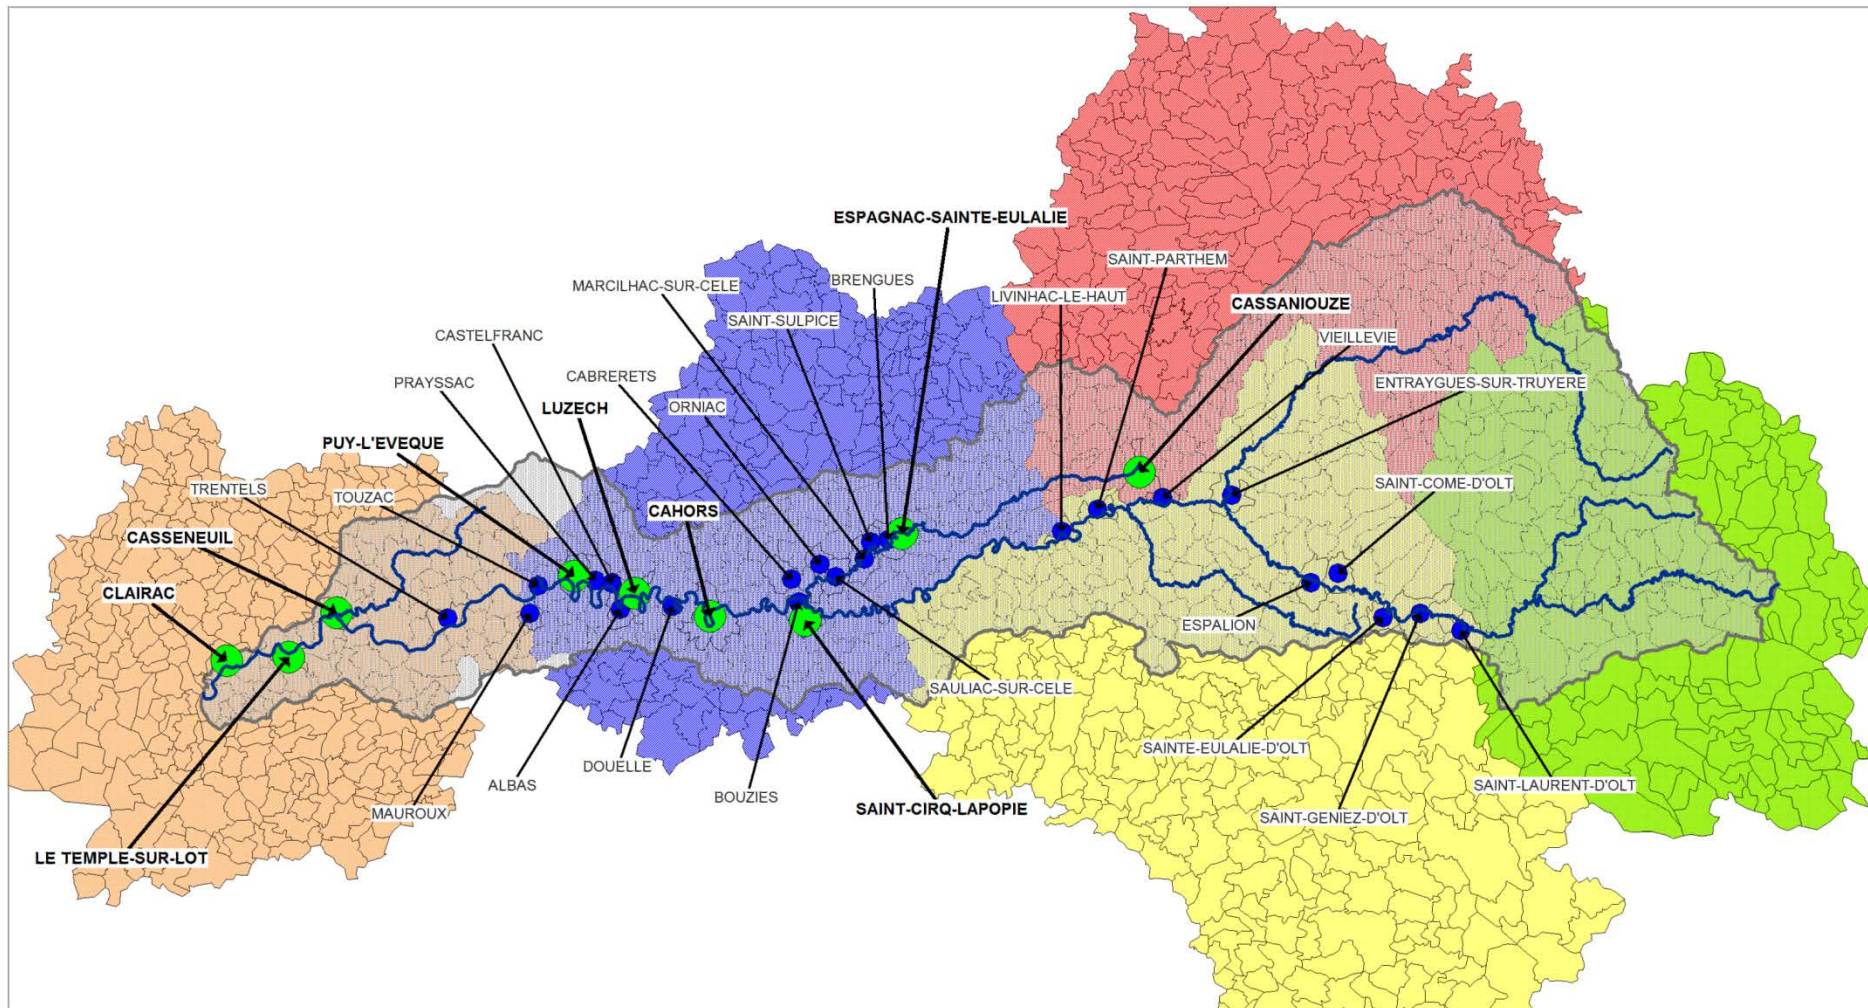 ESPAGNAC-SAINTE-EULALIE
SAINT-PARTHEM
MARCILHAC-SUR-CELE
BRENGUES
LIVINHAC-LE-HAUT
CASSANIOUZE
SAINT-SULPICE
CASTELFRANC
VIEILLEVIE
PRAYSSAC
CABRERETS
ENTRAYGUES-SUR-TRUYERE
LUZECH
ORNIAC
PUY-L'EVEQUE
TRENTELS
TOUZAC
SAINT-COME-D'OLT
CAHORS
CASSENEUIL
CLAIRAC
ESPALION
SAULIAC-SUR-CELE
SAINTE-EULALIE-D'OLT
DOUELLE
ALBAS
SAINT-LAURENT-D'OLT
BOUZIES
SAINT-CIRQ-LAPOPIE
MAUROUX
SAINT-GENIEZ-D'OLT
LE TEMPLE-SUR-LOT